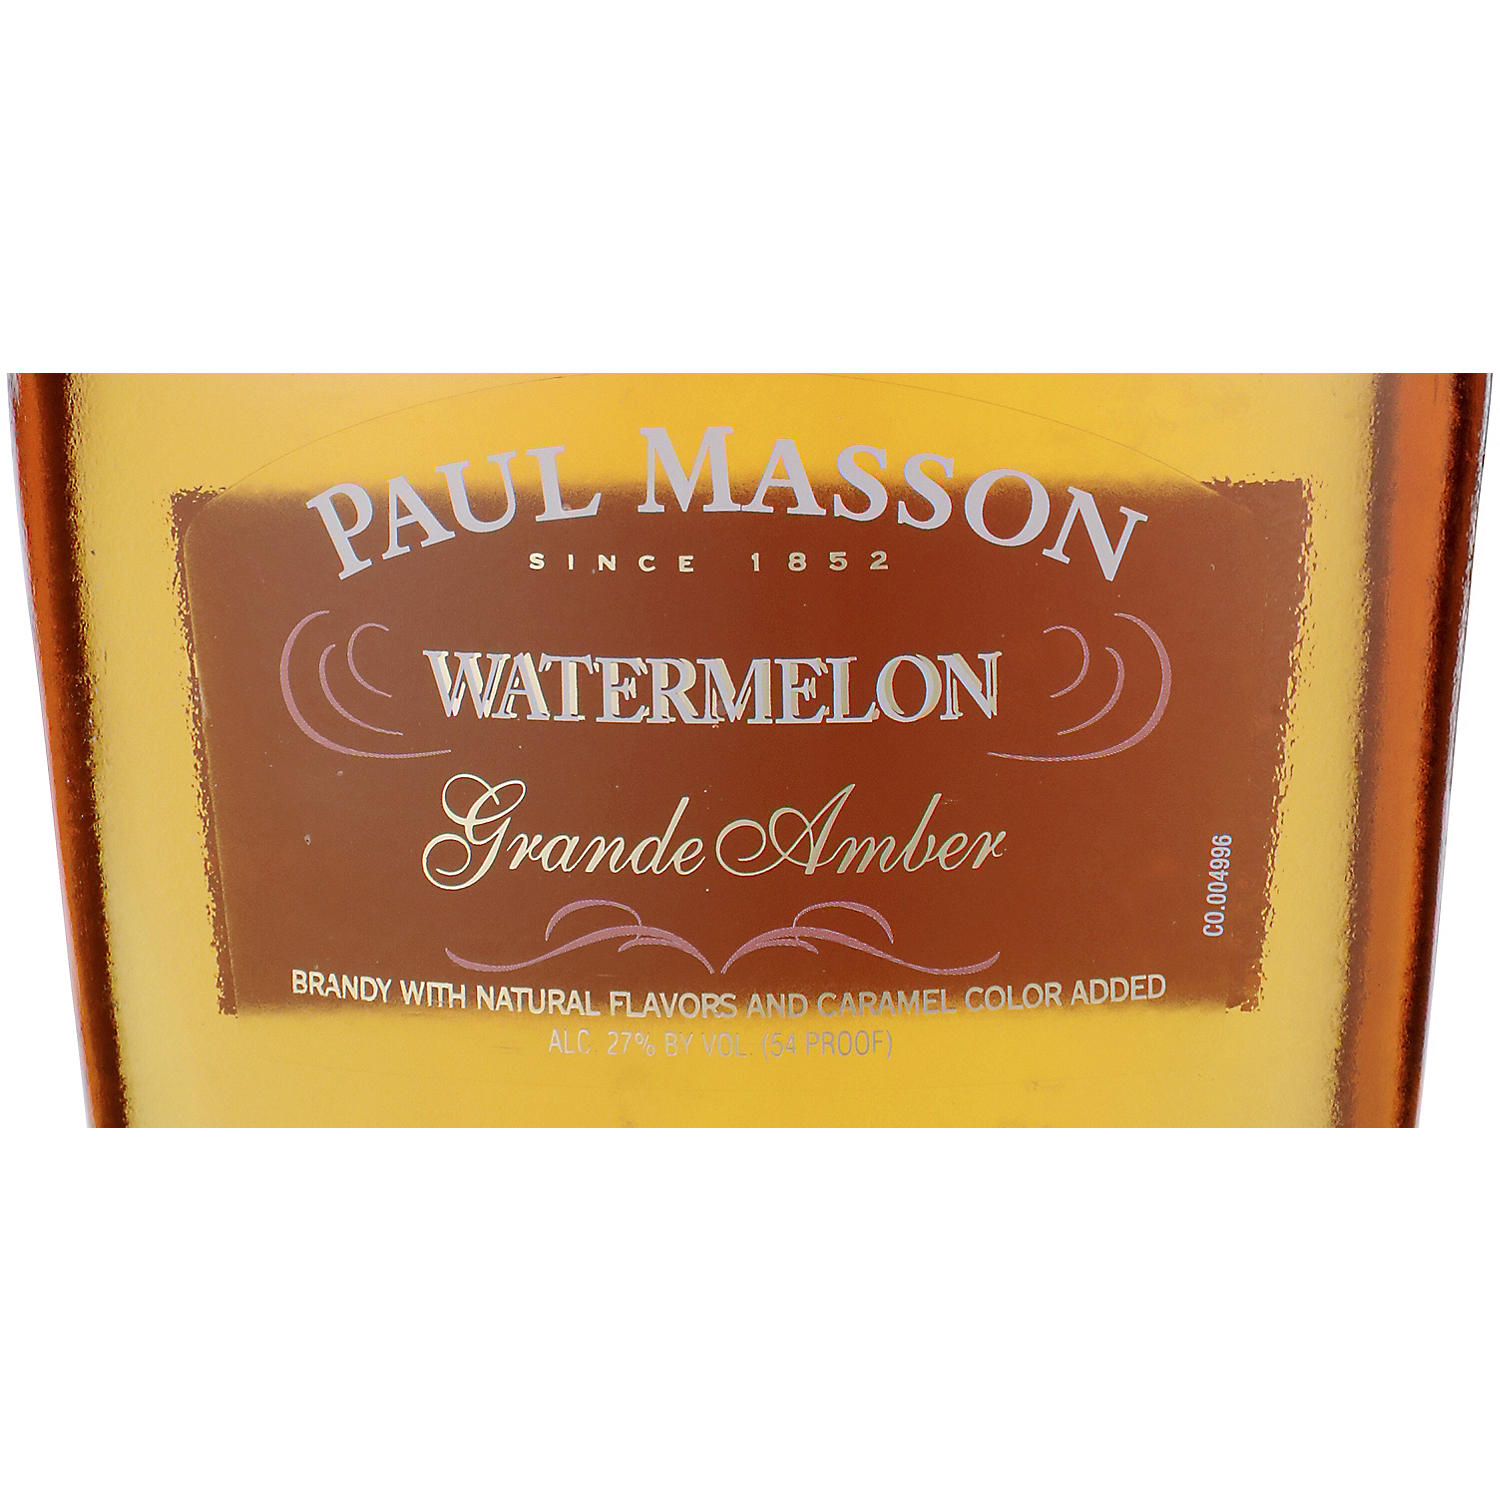 PAUL MASSON
SINCE 1852
WATERMELON
Grande Amber
CO.004996
BRANDY WITH NATURAL FLAVORS AND CARAMEL COLOR ADDED
ALC. 27% BY VOL. (54 PROOF)